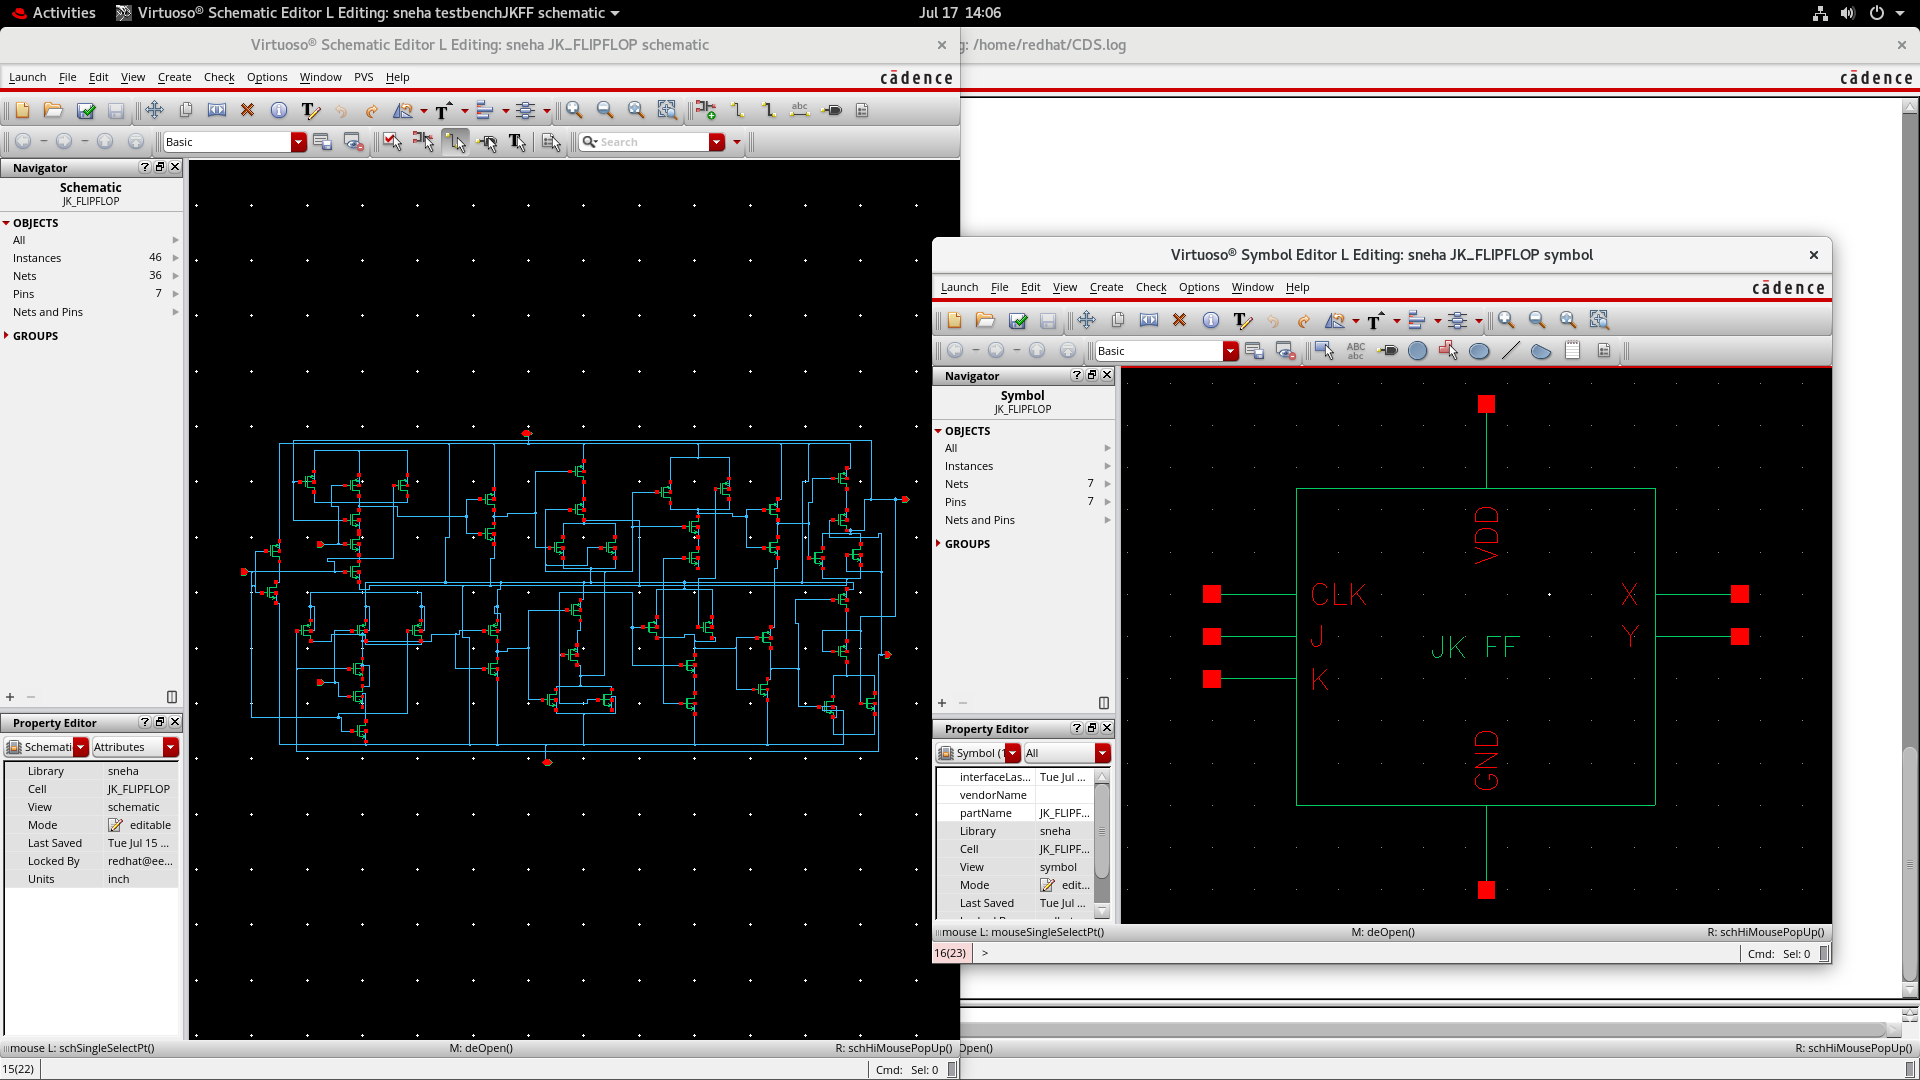 Activities Virtuoso® Schematic Editor L Editing: sneha testbenchJKFF schematic Jul 17 14:06
Virtuoso® Schematic Editor L Editing: sneha JK_FLIPFLOP schematic
g: /home/redhat/CDS.log
Launch File Edit View Create Check Options Window PVS Help cādence
cādence
Basic Search
Navigator
Schematic
JK_FLIPFLOP
OBJECTS
All
Instances 46
Nets 36
Pins 7
Nets and Pins
GROUPS
Property Editor
Schemati Attributes
Library sneha
Cell JK_FLIPFLOP
View schematic
Mode editable
Last Saved Tue Jul 15 ...
Locked By redhat@ee...
Units inch
mouse L: schSingleSelectPt() M: deOpen() R: schHiMousePopUp()
15(22) Cmd: Sel: 0
Virtuoso® Symbol Editor L Editing: sneha JK_FLIPFLOP symbol
Launch File Edit View Create Check Options Window Help cādence
Basic
Navigator
Symbol
JK_FLIPFLOP
OBJECTS
All
Instances
Nets 7
Pins 7
Nets and Pins
GROUPS
Property Editor
Symbol (1 All
interfaceLas... Tue Jul ...
vendorName
partName JK_FLIPF...
Library sneha
Cell JK_FLIPF...
View symbol
Mode edit...
Last Saved Tue Jul ...
VDD
CLK X
J Y
JK FF
K
GND
mouse L: mouseSingleSelectPt() M: deOpen() R: schHiMousePopUp()
16(23) > Cmd: Sel: 0
Open() R: schHiMousePopUp()